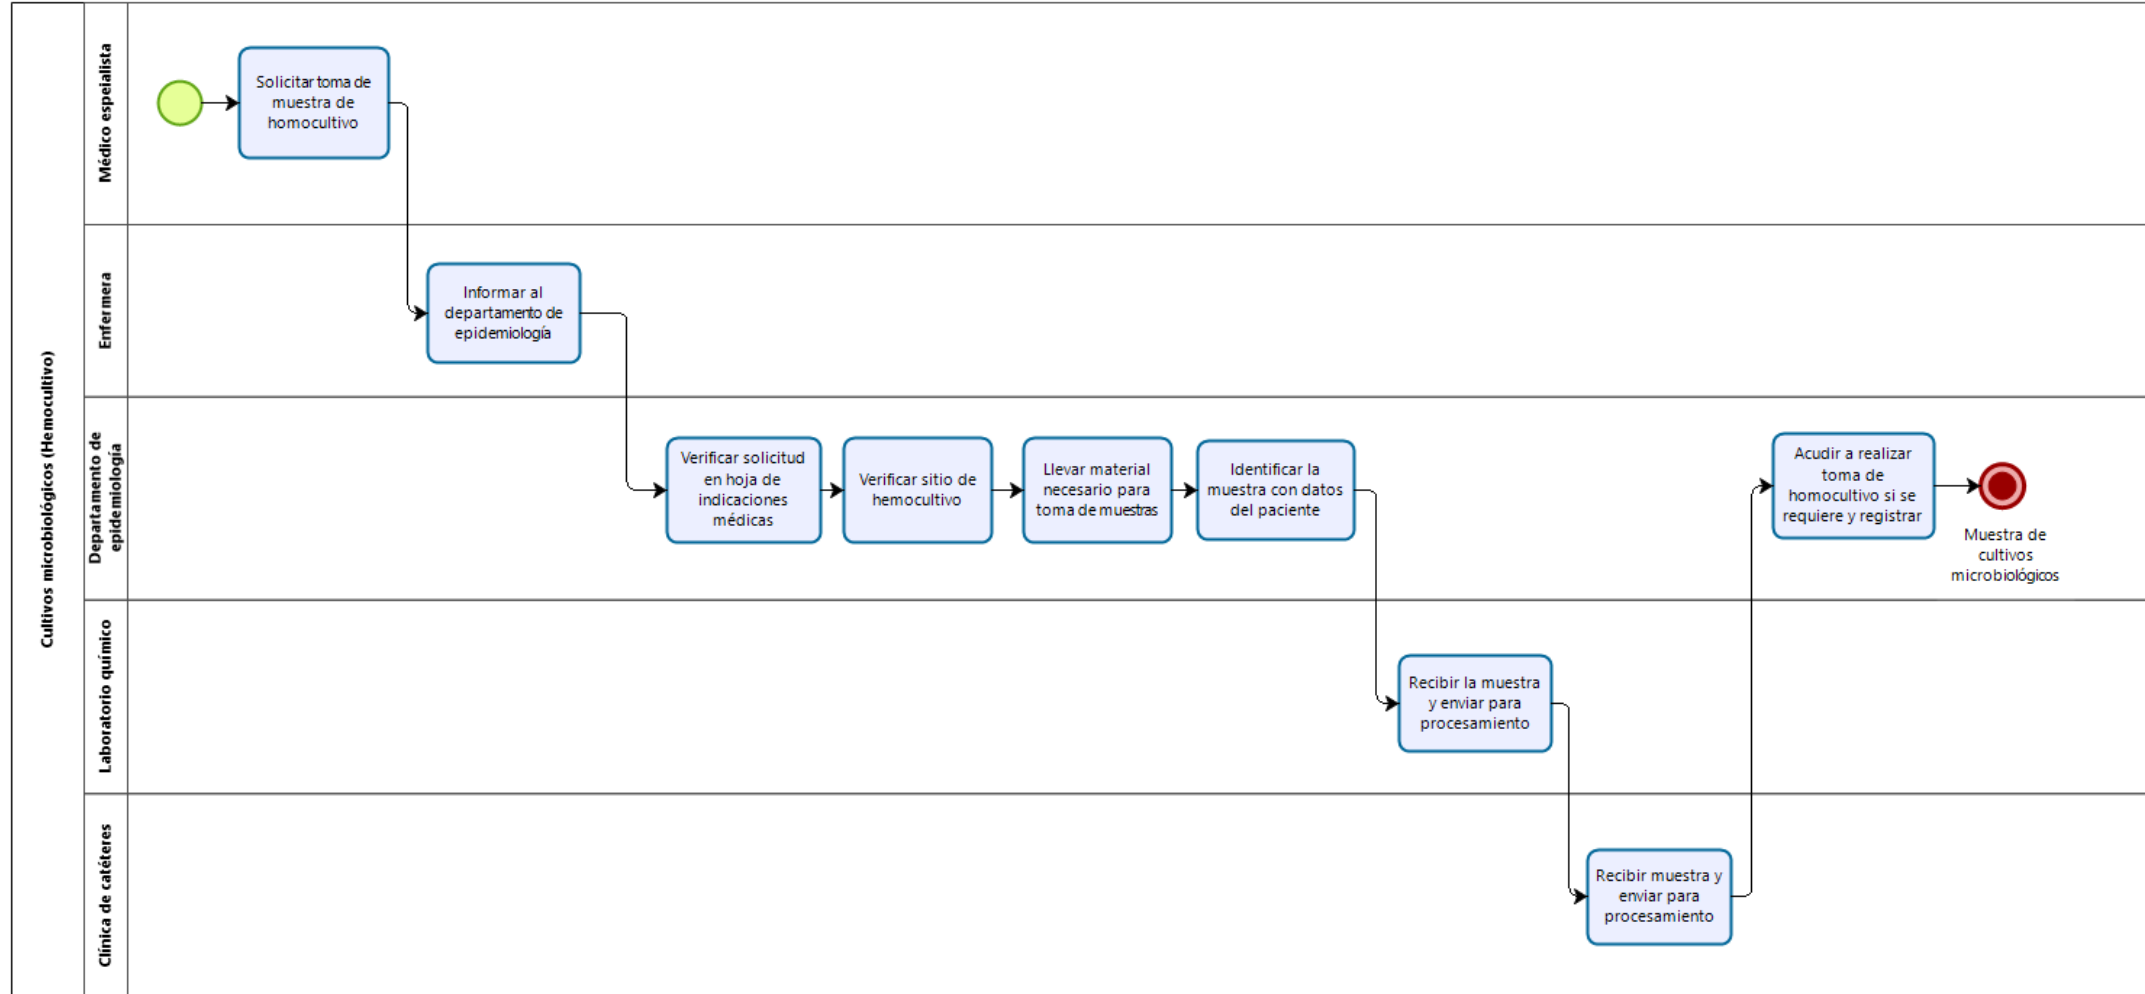 Cultivos microbiológicos (Hemocultivo)
Médico espeialista
Solicitar toma de
muestra de
homocultivo
Enfermera
Informar al
departamento de
epidemiología
Departamento de
epidemiología
Verificar solicitud
en hoja de
indicaciones
médicas
Verificar sitio de
hemocultivo
Llevar material
necesario para
toma de muestras
Identificar la
muestra con datos
del paciente
Acudir a realizar
toma de
homocultivo si se
requiere y registrar
Muestra de
cultivos
microbiológicos
Laboratorio químico
Recibir la muestra
y enviar para
procesamiento
Clínica de catéteres
Recibir muestra y
enviar para
procesamiento